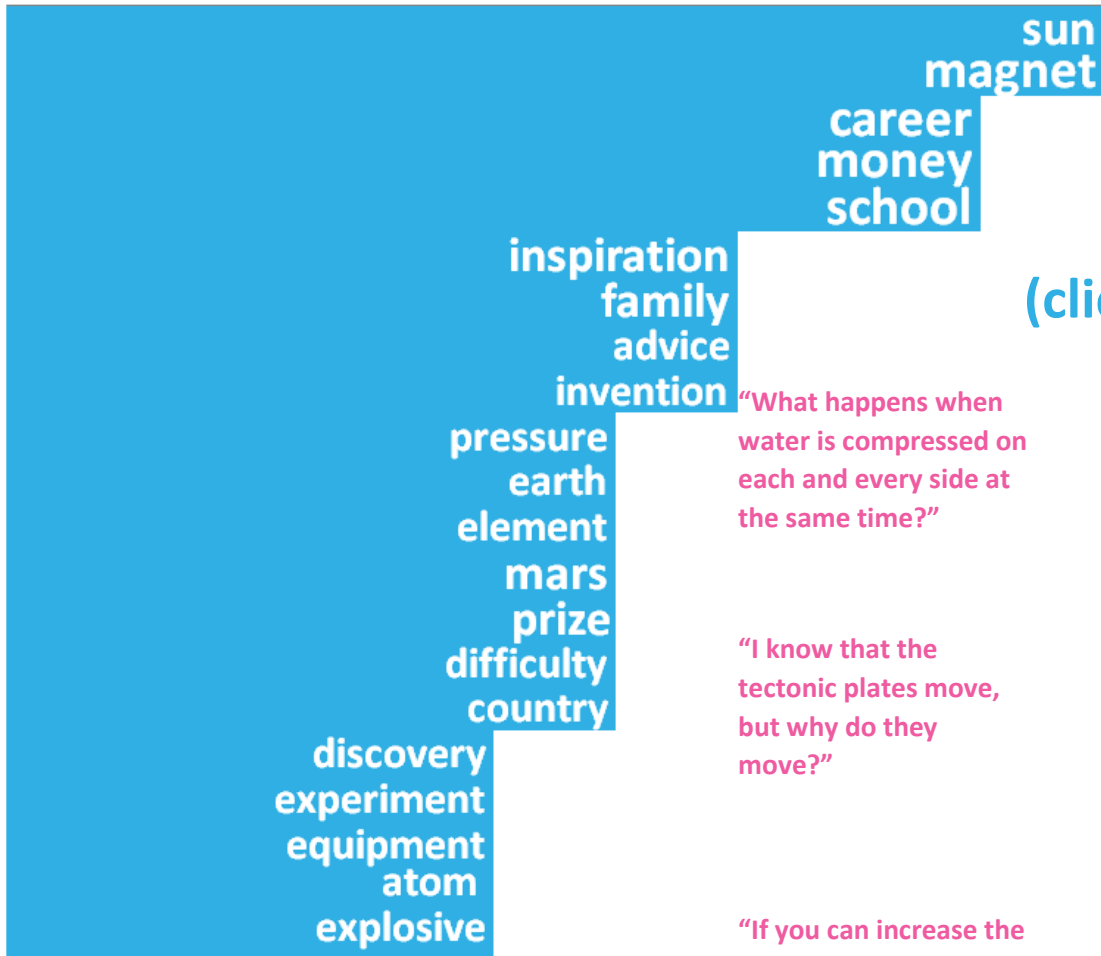 sun
magnet
career
money
school
inspiration
family
advice
invention
pressure
earth
element
mars
prize
difficulty
country
discovery
experiment
equipment
atom
explosive
(cli
“What happens when
water is compressed on
each and every side at
the same time?”
“I know that the
tectonic plates move,
but why do they
move?”
“If you can increase the